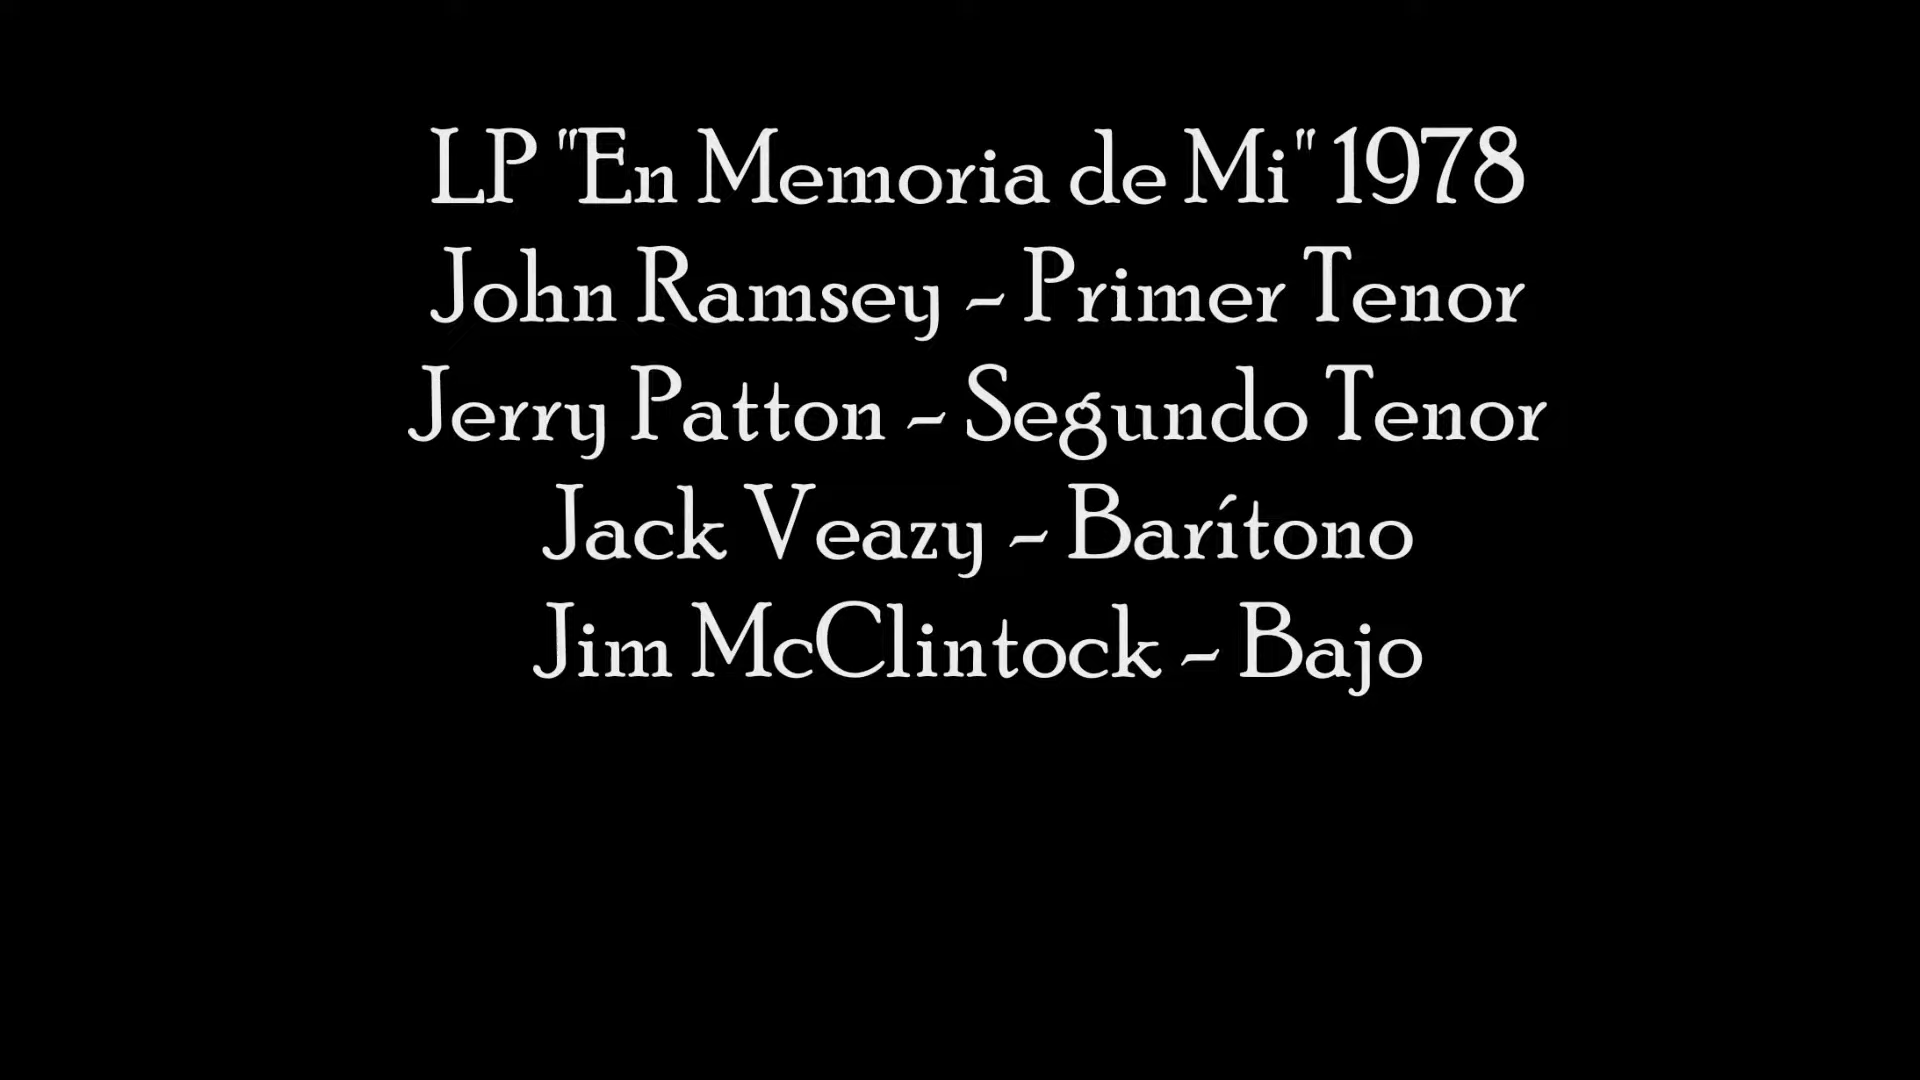 LP "En Memoria de Mi" 1978
John Ramsey - Primer Tenor
Jerry Patton - Segundo Tenor
Jack Veazy - Barítono
Jim McClintock - Bajo